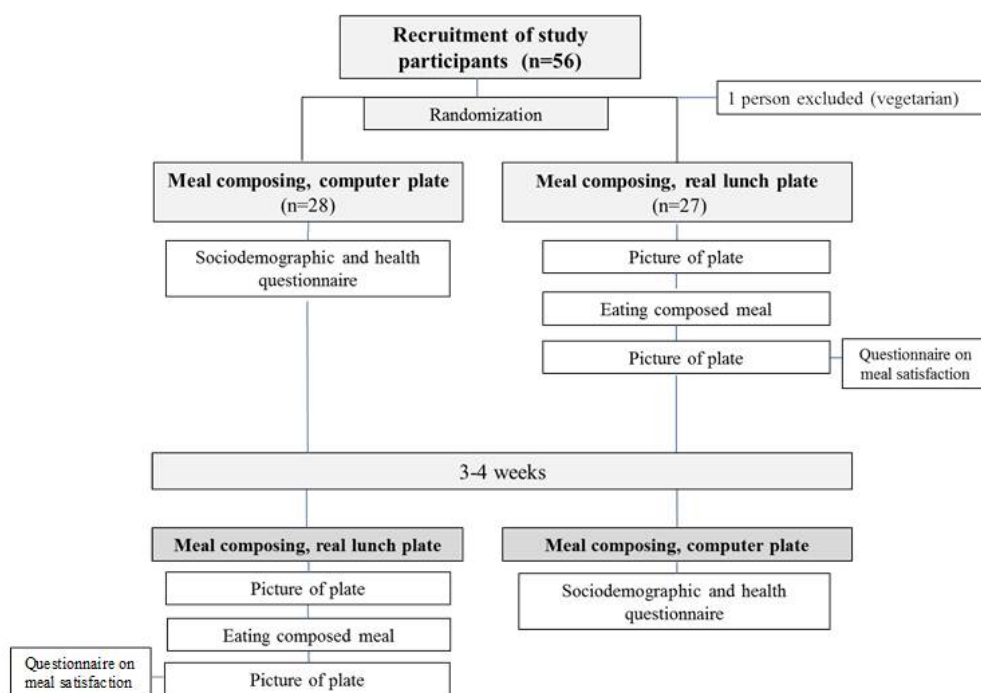 Recruitment of study
participants (n=56)
1 person excluded (vegetarian)
Randomization
Meal composing, computer plate
(n=28)
Meal composing, real lunch plate
(n=27)
Sociodemographic and health
questionnaire
Picture of plate
Eating composed meal
Picture of plate
Questionnaire on
meal satisfaction
3-4 weeks
Meal composing, real lunch plate
Meal composing, computer plate
Picture of plate
Eating composed meal
Picture of plate
Questionnaire on
meal satisfaction
Sociodemographic and health
questionnaire